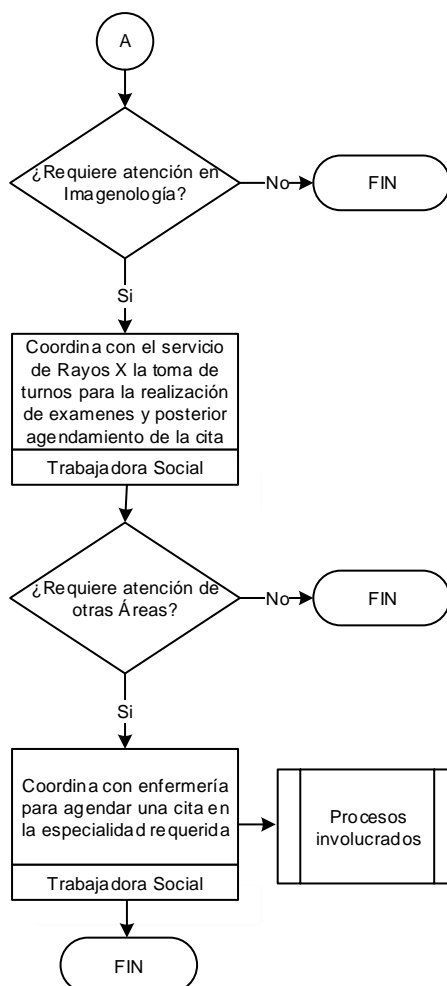 A
¿Requiere atención en
Imagenología?
No
FIN
Si
Coordina con el servicio
de Rayos X la toma de
turnos para la realización
de examenes y posterior
agendamiento de la cita
Trabajadora Social
¿Requiere atención de
otras Áreas?
No
FIN
Si
Coordina con enfermería
para agendar una cita en
la especialidad requerida
Trabajadora Social
Procesos
involucrados
FIN